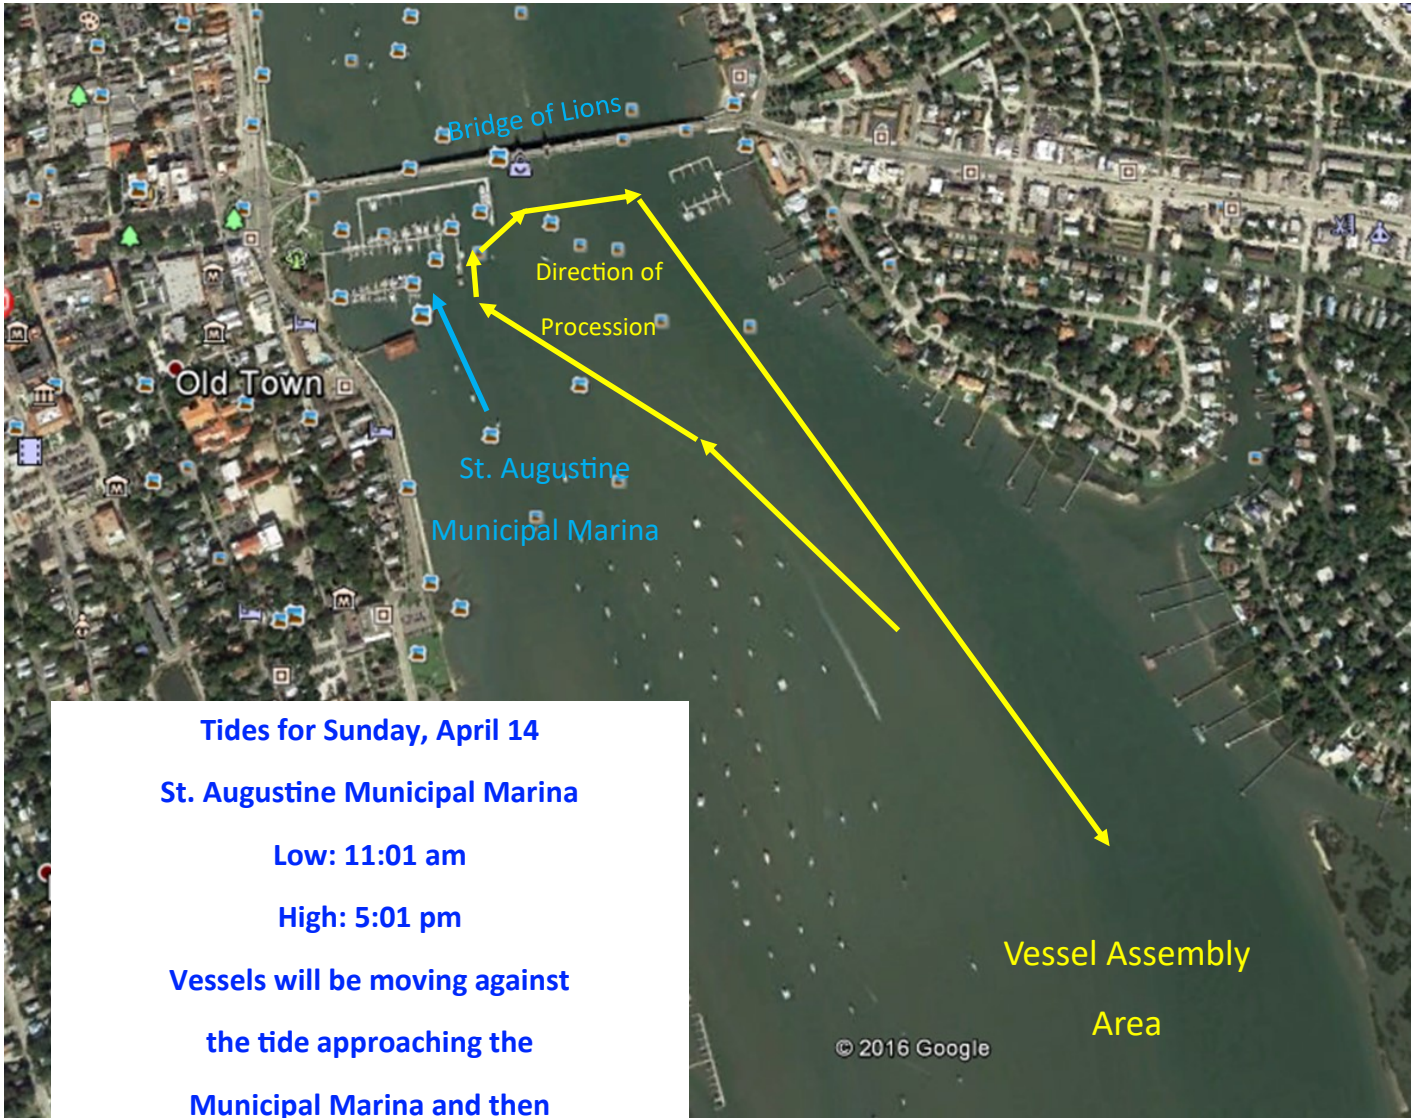 Bridge of Lions
Direction of
Procession
Old Town
St. Augustine
Municipal Marina
Tides for Sunday, April 14
St. Augustine Municipal Marina
Low: 11:01 am
High: 5:01 pm
Vessels will be moving against
the tide approaching the
Municipal Marina and then
Vessel Assembly
Area
© 2016 Google